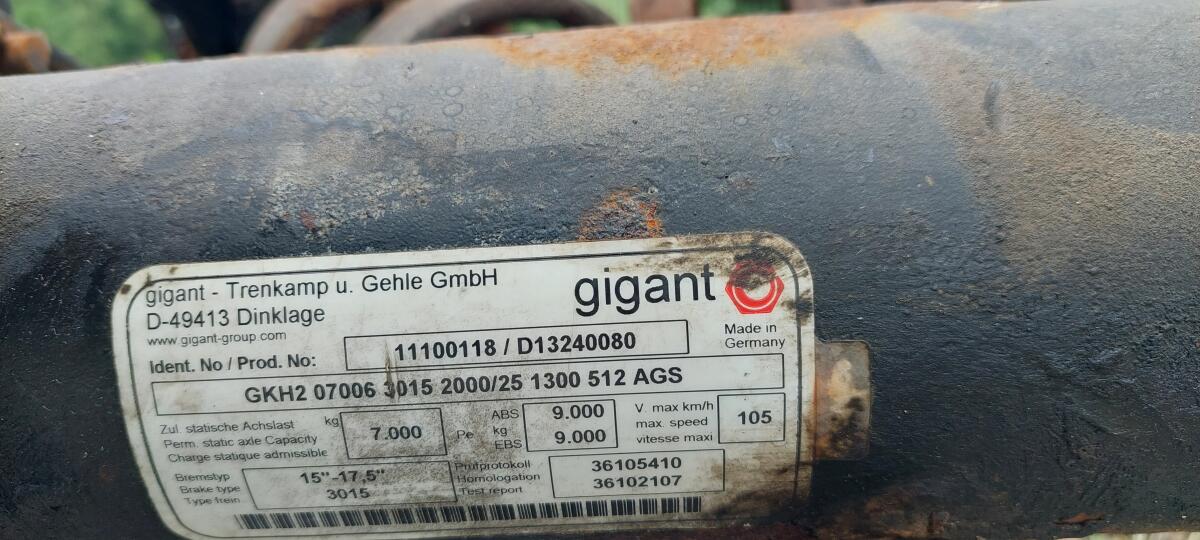 gigant - Trenkamp u. Gehle GmbH
D-49413 Dinklage
www.gigant-group.com
gigant
Made in
Germany
Ident. No / Prod. No:
11100118 / D13240080
GKH2 07006 3015 2000/25 1300 512 AGS
Zul. statische Achslast
Perm. static axle Capacity
Charge statique admissible
kg
7.000
Pe
ABS
kg
EBS
9.000
9.000
V. max km/h
max. speed
vitesse maxi
105
Bremstyp
Brake type
Type frein
15"-17,5"
3015
Prüfprotokoll
Homologation
Test report
36105410
36102107